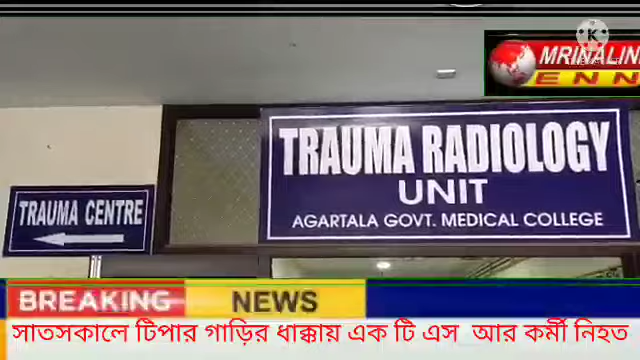 MRINALINI
ENN
TRAUMA RADIOLOGY
UNIT
AGARTALA GOVT. MEDICAL COLLEGE
TRAUMA CENTRE
BREAKING NEWS
সাতসকালে টিপার গাড়ির ধাক্কায় এক টি এস আর কর্মী নিহত